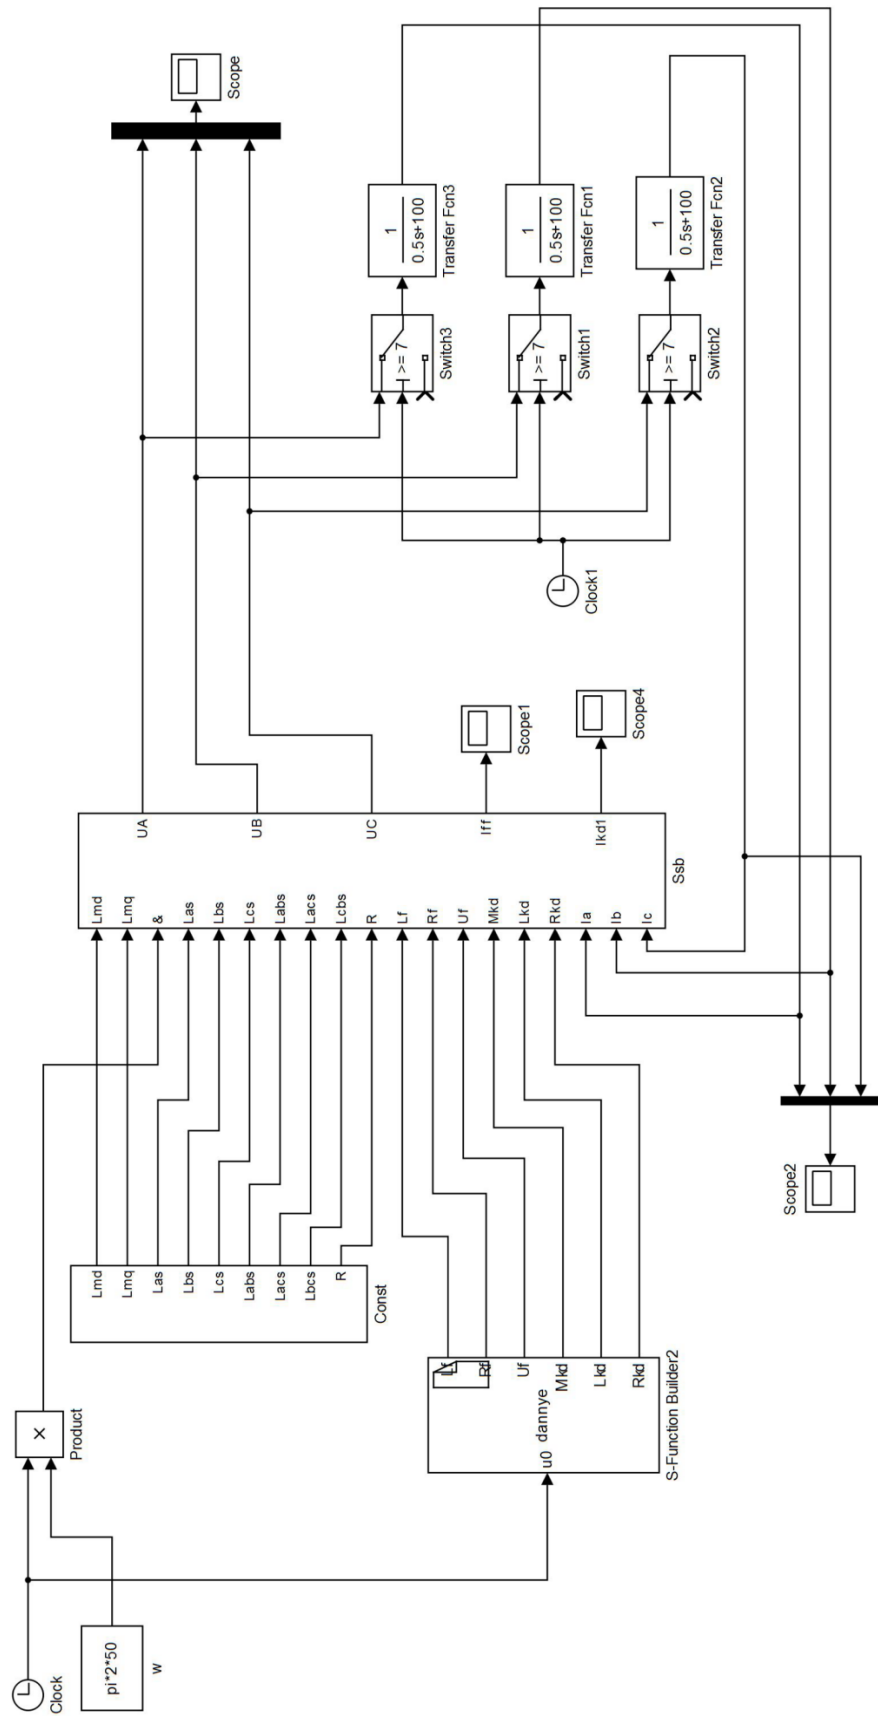 Clock
pi*2*50
w
×
Product
Lmd
Lmq
Las
Lbs
Lcs
Labs
Lacs
Lbcs
R
Const
u0 dannye
Lf
Rf
Uf
Mkd
Lkd
Rkd
S-Function Builder2
Lmd
Lmq
&
Las
Lbs
Lcs
Labs
Lacs
Lcbs
R
Lf
Rf
Uf
Mkd
Lkd
Rkd
Ia
Ib
Ic
UA
UB
UC
Iff
Ikd1
Ssb
Scope1
Scope4
Scope2
Clock1
>= 7
Switch3
>= 7
Switch1
>= 7
Switch2
1
0.5s+100
Transfer Fcn3
1
0.5s+100
Transfer Fcn1
1
0.5s+100
Transfer Fcn2
Scope